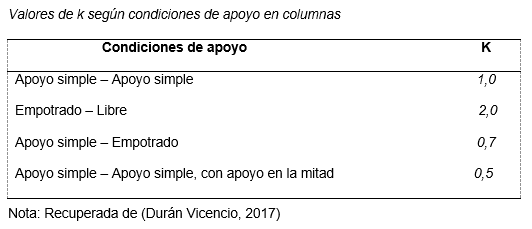 Valores de k según condiciones de apoyo en columnas
Condiciones de apoyo K
Apoyo simple – Apoyo simple 1,0
Empotrado – Libre 2,0
Apoyo simple – Empotrado 0,7
Apoyo simple – Apoyo simple, con apoyo en la mitad 0,5
Nota: Recuperada de (Durán Vicencio, 2017)